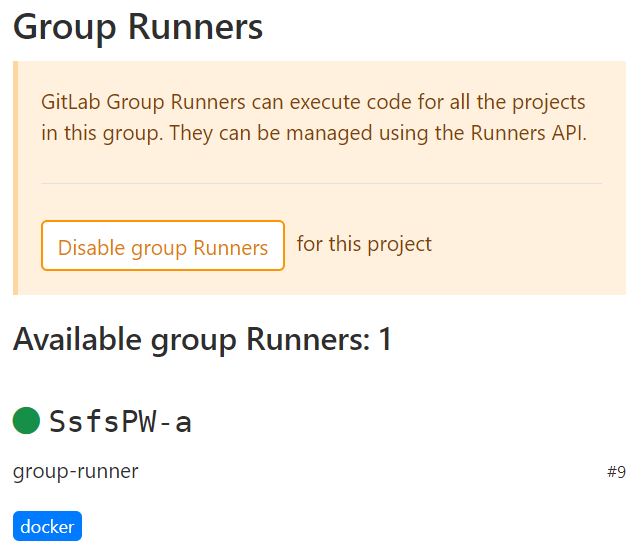 Group Runners
GitLab Group Runners can execute code for all the projects
in this group. They can be managed using the Runners API.
Disable group Runners for this project
Available group Runners: 1
SsfsPW-a
group-runner #9
docker